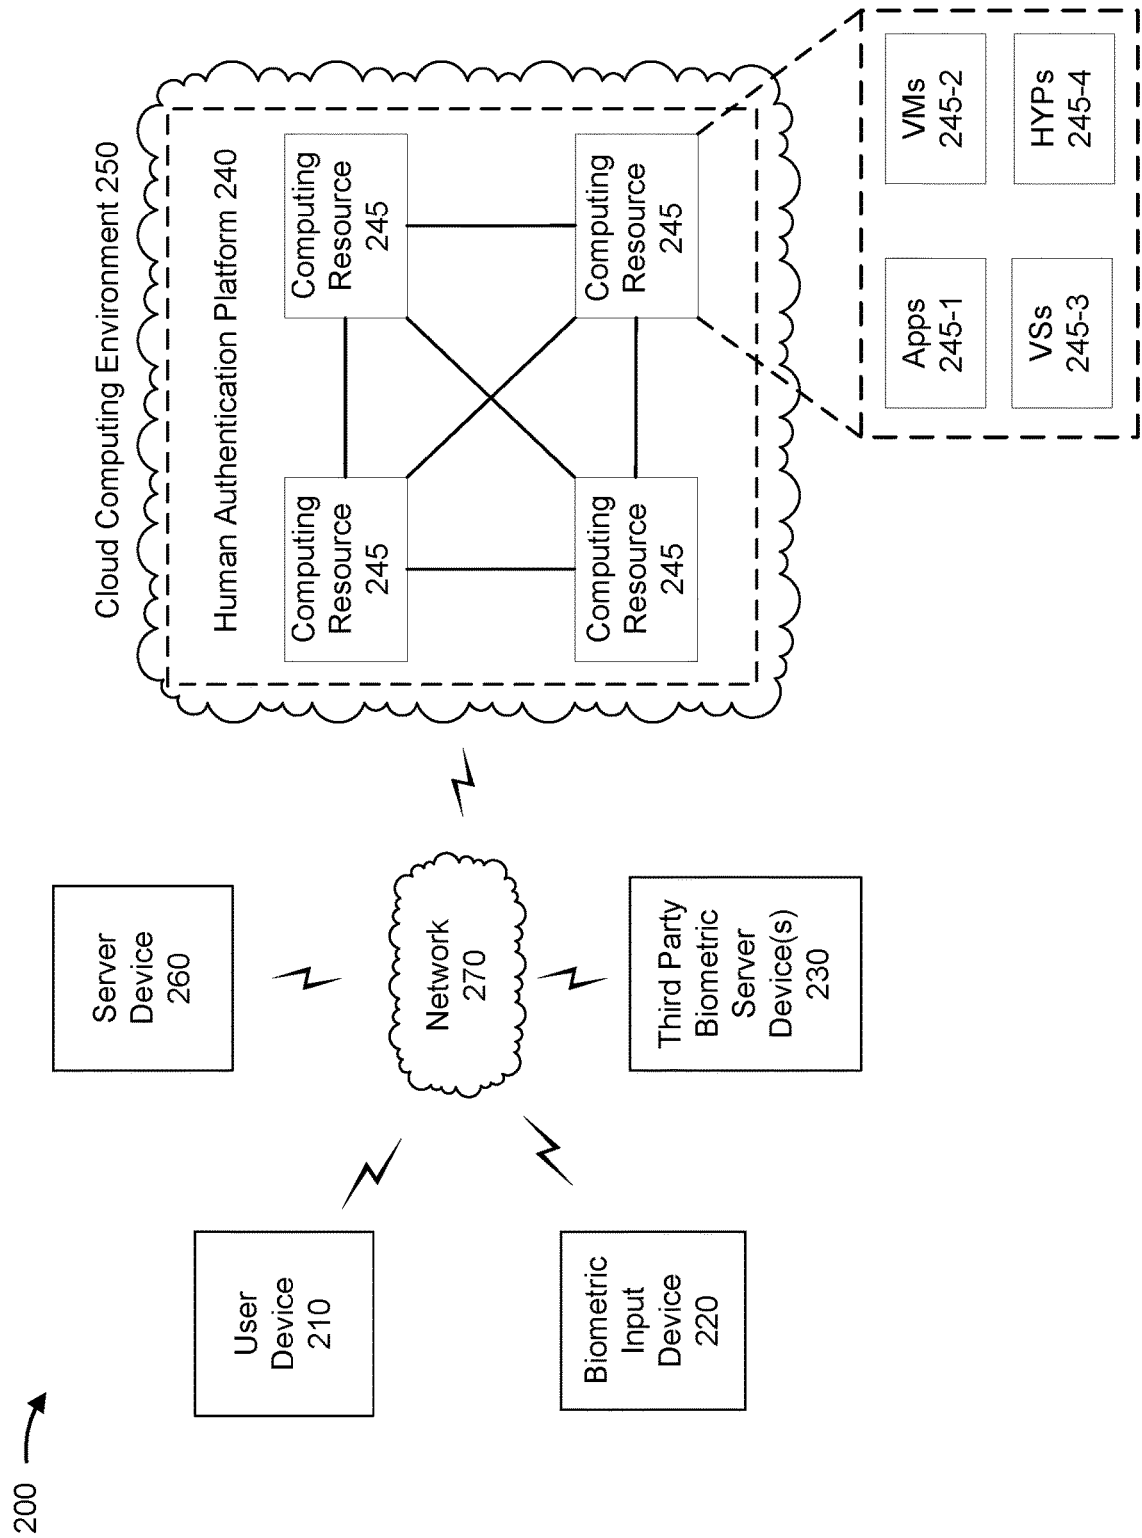 200
Server
Device
260
User
Device
210
Network
270
Biometric
Input
Device
220
Third Party
Biometric
Server
Device(s)
230
Cloud Computing Environment 250
Human Authentication Platform 240
Computing
Resource
245
Computing
Resource
245
Computing
Resource
245
Computing
Resource
245
Apps
245-1
VMs
245-2
VSs
245-3
HYPs
245-4